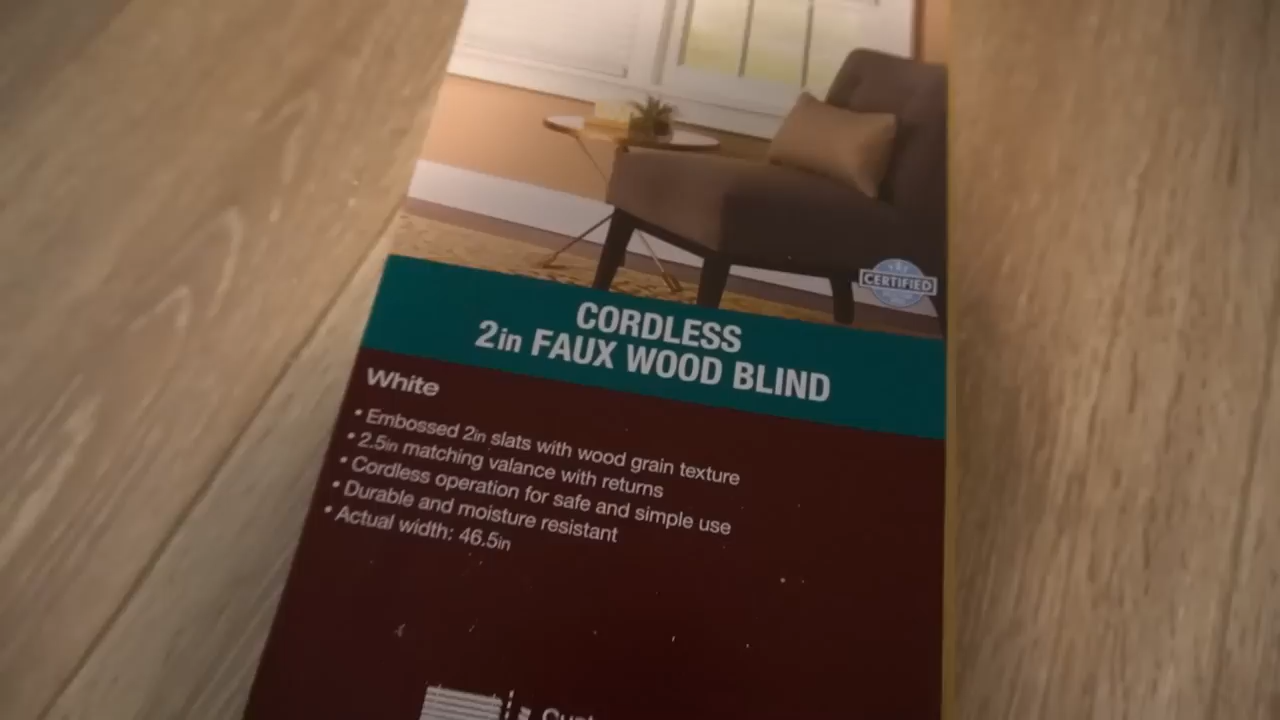 CERTIFIED
CORDLESS
2in FAUX WOOD BLIND
White
• Embossed 2in slats with wood grain texture
• 2.5in matching valance with returns
• Cordless operation for safe and simple use
• Durable and moisture resistant
• Actual width: 46.5in